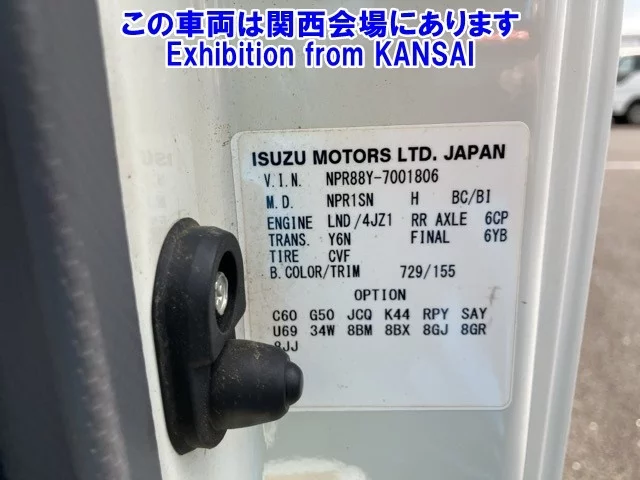 この車両は関西会場にあります
Exhibition from KANSAI
ISUZU MOTORS LTD. JAPAN
V.I.N. NPR88Y-7001806
M.D. NPR1SN H BC/BI
ENGINE LND/4JZ1 RR AXLE 6CP
TRANS. Y6N FINAL 6YB
TIRE CVF
B.COLOR/TRIM 729/155
OPTION
C60 G50 JCQ K44 RPY SAY
U69 34W 8BM 8BX 8GJ 8GR
8JJ